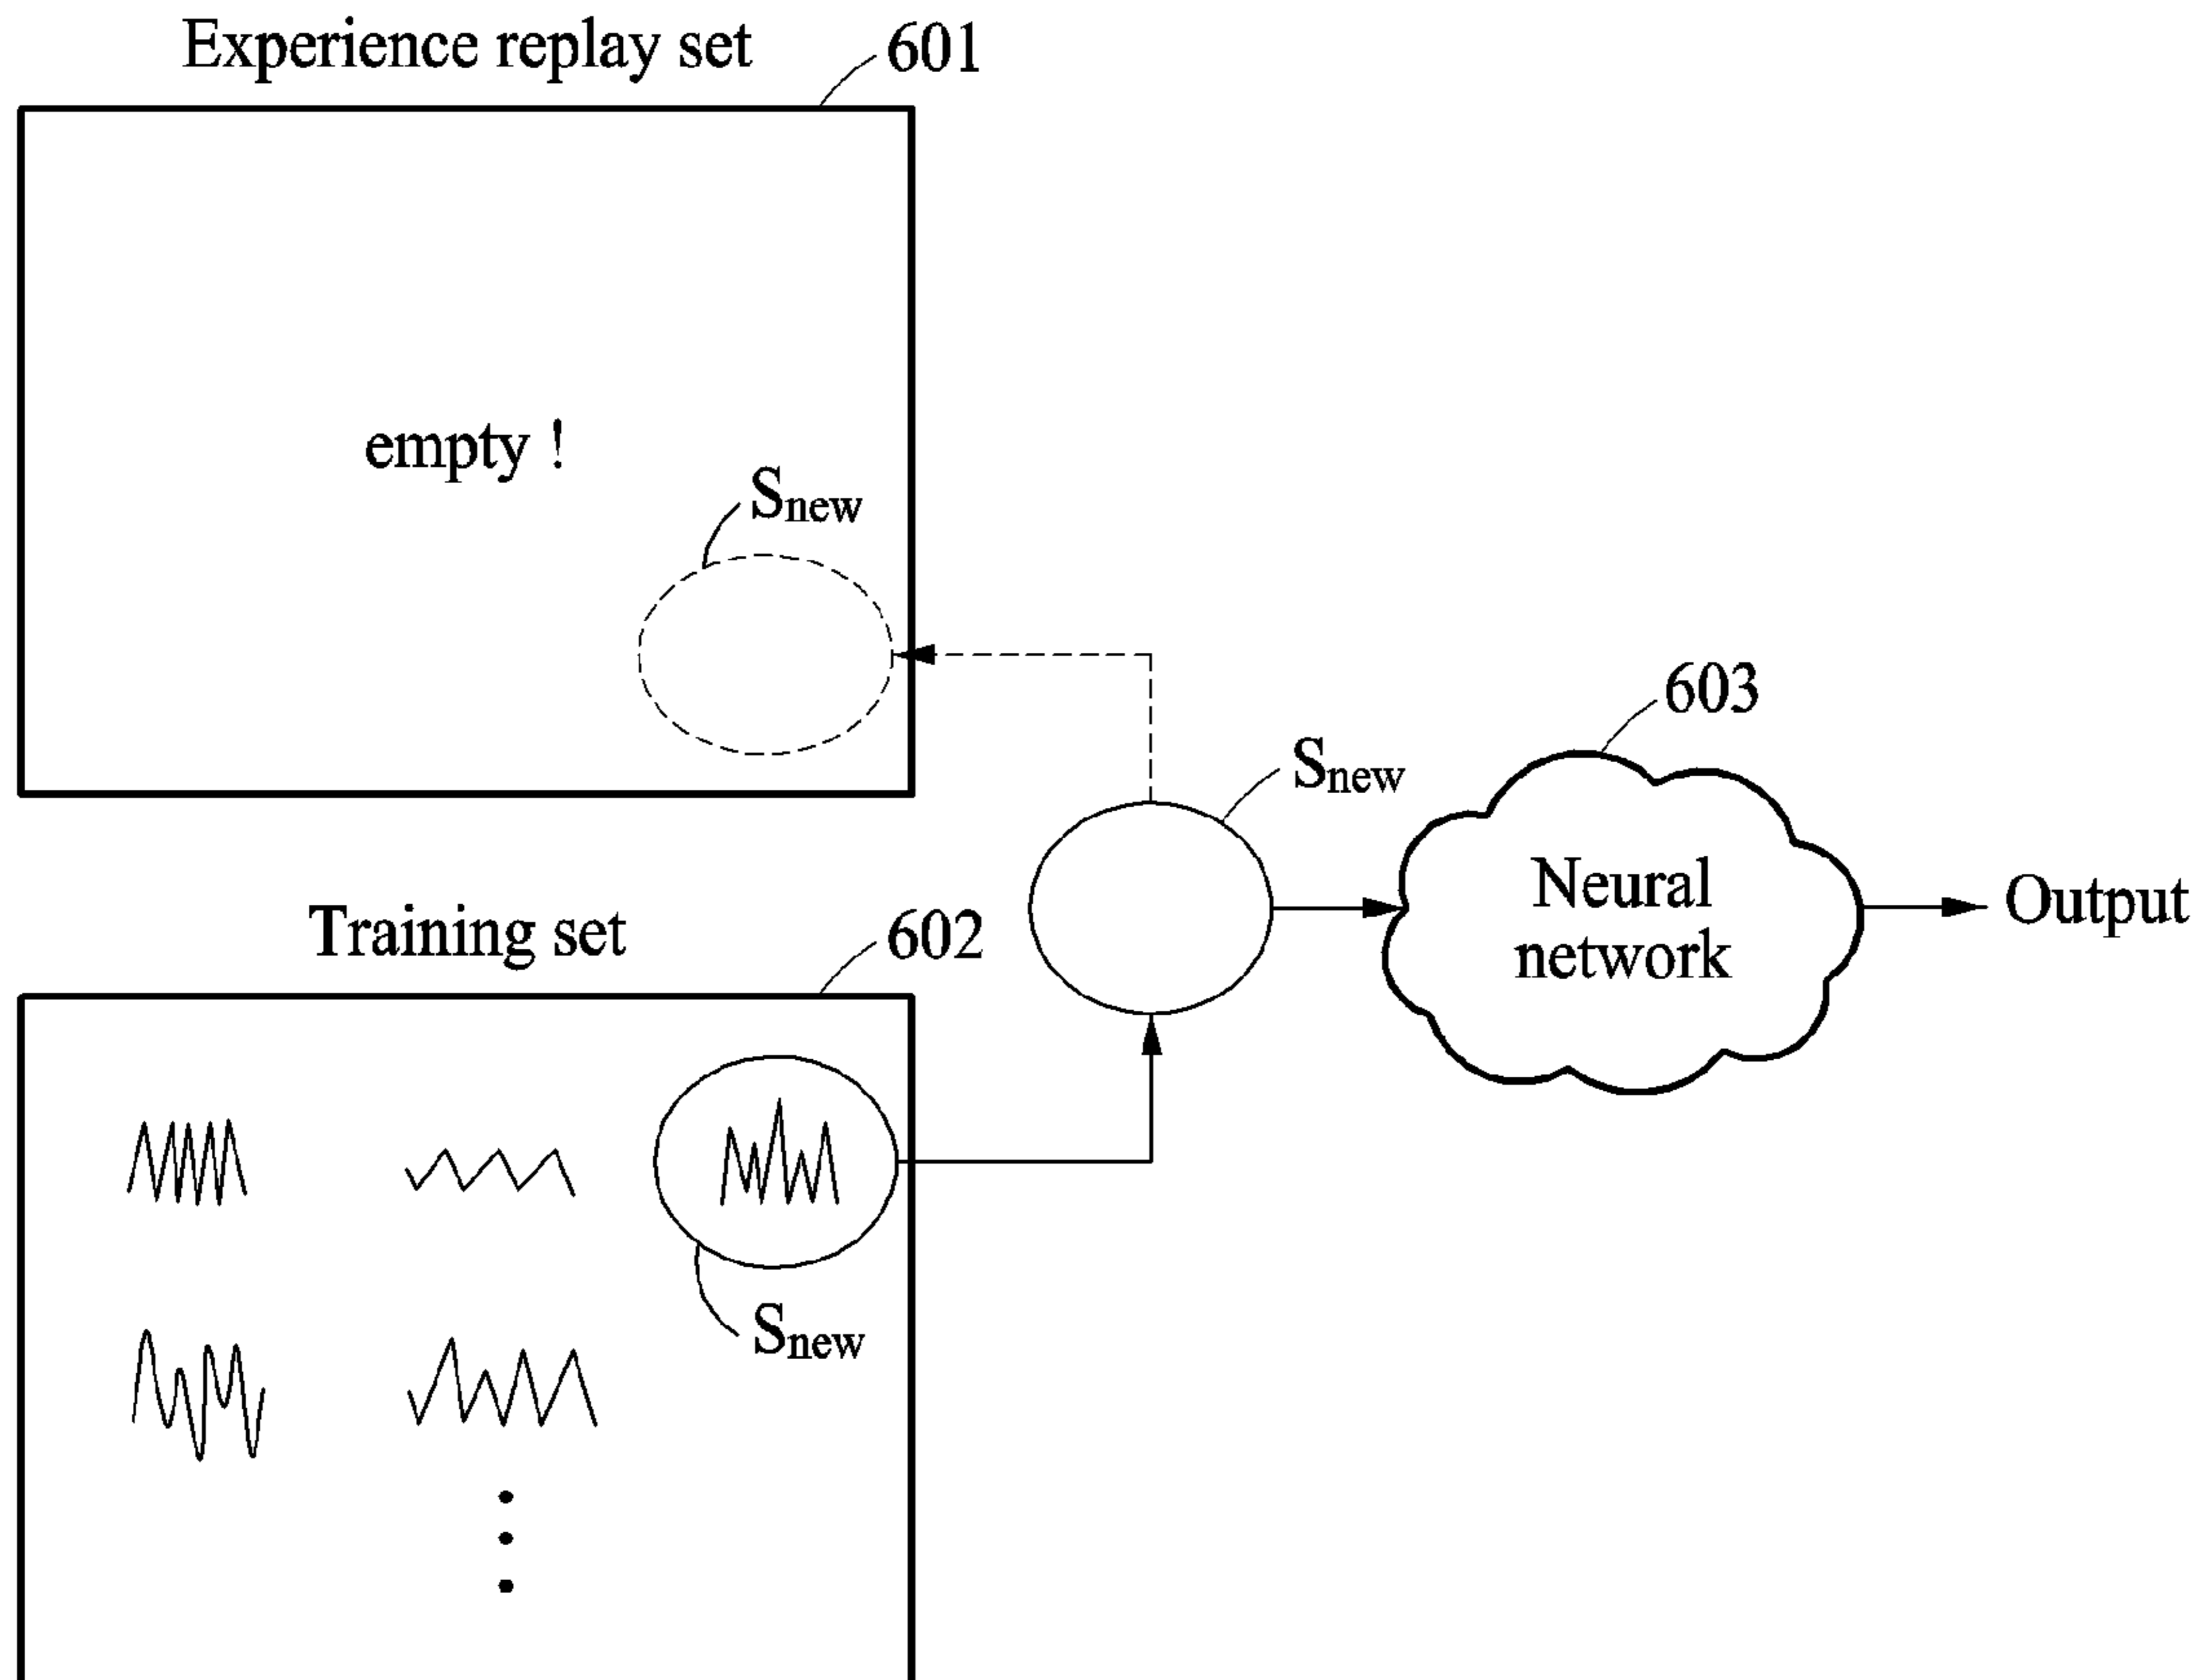 Experience replay set
601
empty !
Snew
603
Snew
Neural
network
Output
Training set
602
Snew